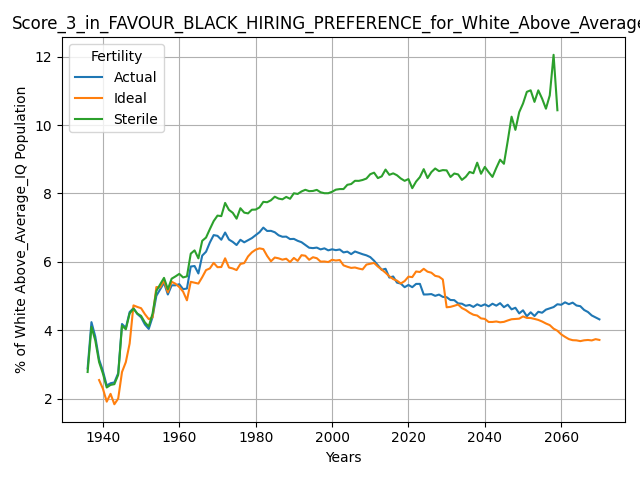 Score_3_in_FAVOUR_BLACK_HIRING_PREFERENCE_for_White_Above_Average
Fertility
Actual
Ideal
Sterile
% of White Above_Average_IQ Population
12
10
8
6
4
2
1940 1960 1980 2000 2020 2040 2060
Years